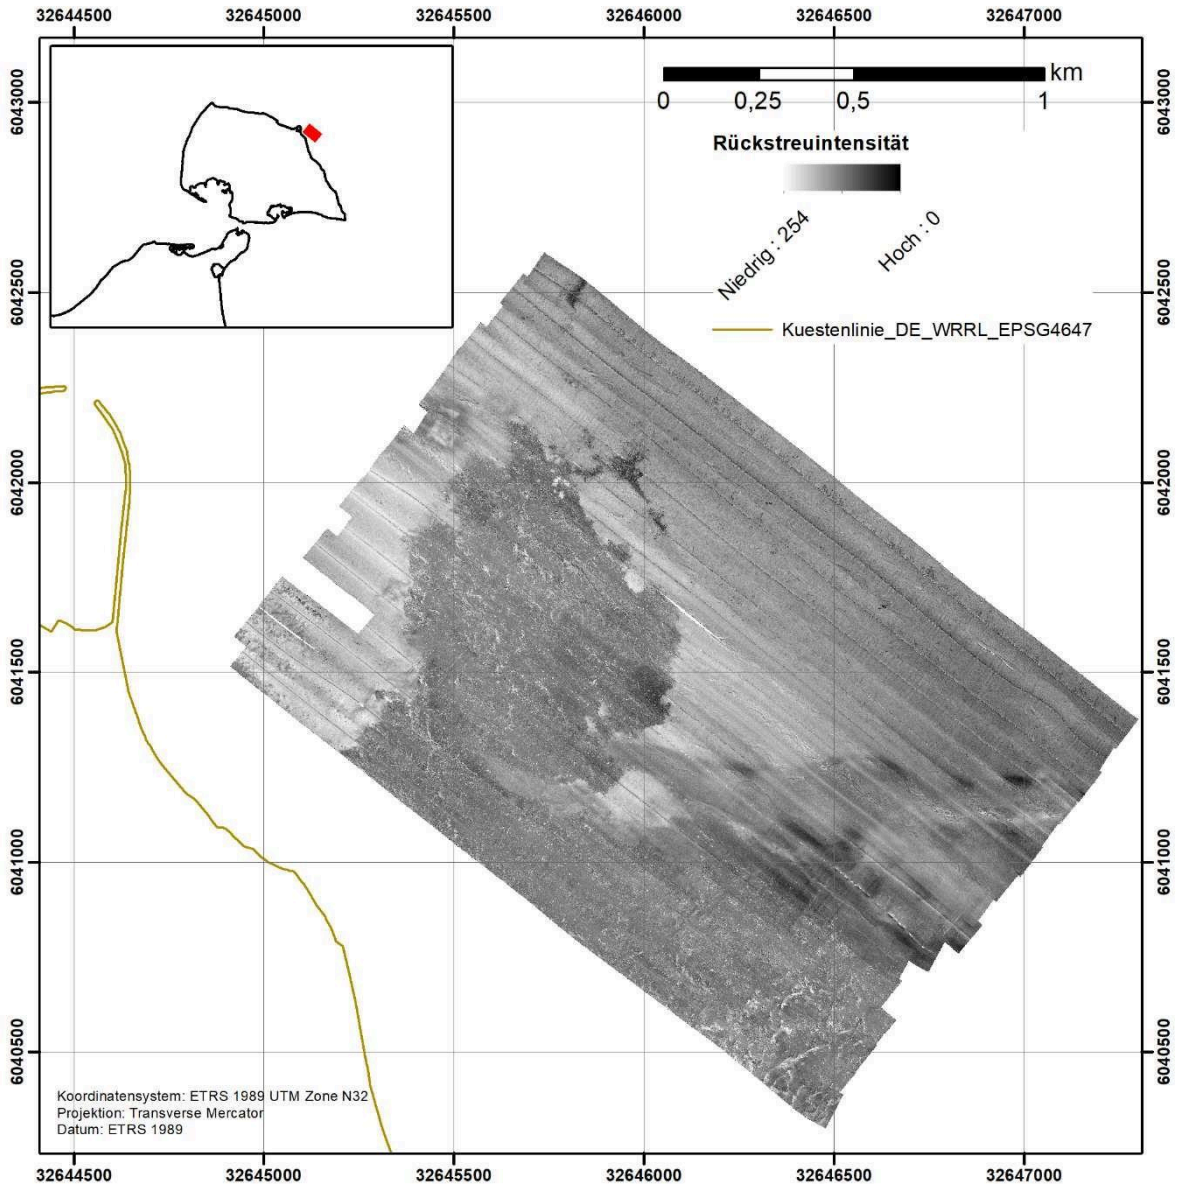 32644500 32645000 32645500 32646000 32646500 32647000
6043000
6042500
6042000
6041500
6041000
6040500
km
0 0,25 0,5 1
Rückstreuintensität
Niedrig : 254
Hoch : 0
Kuestenlinie_DE_WRRL_EPSG4647
6043000
6042500
6042000
6041500
6041000
6040500
Koordinatensystem: ETRS 1989 UTM Zone N32
Projektion: Transverse Mercator
Datum: ETRS 1989
32644500 32645000 32645500 32646000 32646500 32647000